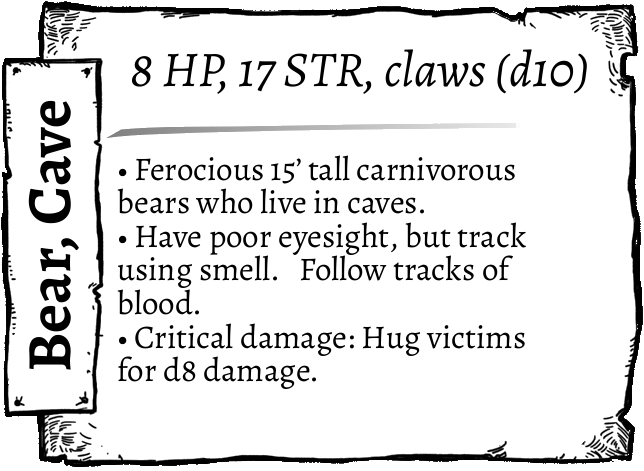 Bear, Cave
8 HP, 17 STR, claws (d10)
• Ferocious 15’ tall carnivorous
bears who live in caves.
• Have poor eyesight, but track
using smell.   Follow tracks of
blood.
• Critical damage: Hug victims
for d8 damage.